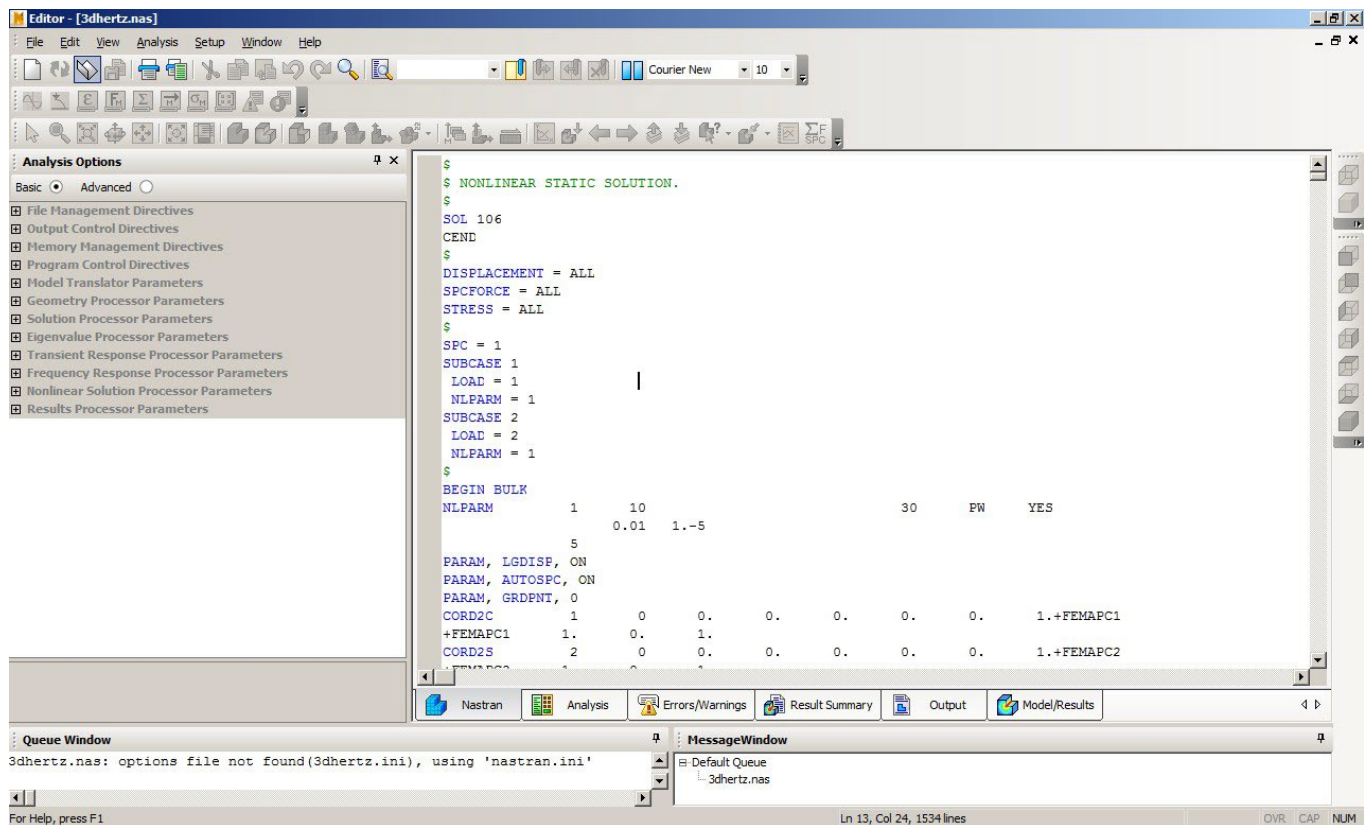 Editor - [3dhertz.nas]
File Edit View Analysis Setup Window Help
Courier New 10
Analysis Options
Basic Advanced
File Management Directives
Output Control Directives
Memory Management Directives
Program Control Directives
Model Translator Parameters
Geometry Processor Parameters
Solution Processor Parameters
Eigenvalue Processor Parameters
Transient Response Processor Parameters
Frequency Response Processor Parameters
Nonlinear Solution Processor Parameters
Results Processor Parameters
$
$ NONLINEAR STATIC SOLUTION.
$
SOL 106
CEND
$
DISPLACEMENT = ALL
SPCFORCE = ALL
STRESS = ALL
$
SPC = 1
SUBCASE 1
LOAD = 1
NLPARM = 1
SUBCASE 2
LOAD = 2
NLPARM = 1
$
BEGIN BULK
NLPARM 1 10 30 PW YES
0.01 1.-5
5
PARAM, LGDISP, ON
PARAM, AUTOSPC, ON
PARAM, GRDPNT, 0
CORD2C 1 0 0. 0. 0. 0. 0. 1.+FEMAPC1
+FEMAPC1 1. 0. 1.
CORD2S 2 0 0. 0. 0. 0. 0. 1.+FEMAPC2
Nastran Analysis Errors/Warnings Result Summary Output Model/Results
Queue Window
3dhertz.nas: options file not found(3dhertz.ini), using 'nastran.ini'
MessageWindow
Default Queue
3dhertz.nas
For Help, press F1
Ln 13, Col 24, 1534 lines
OVR CAP NUM